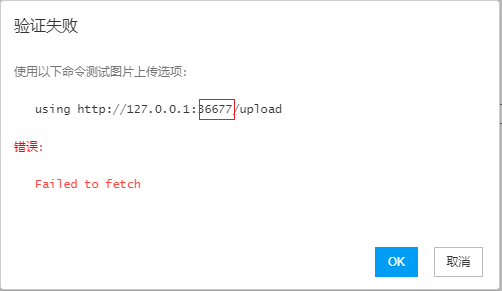 验证失败
使用以下命令测试图片上传选项:
using http://127.0.0.1:36677/upload
错误:
Failed to fetch
OK 取消